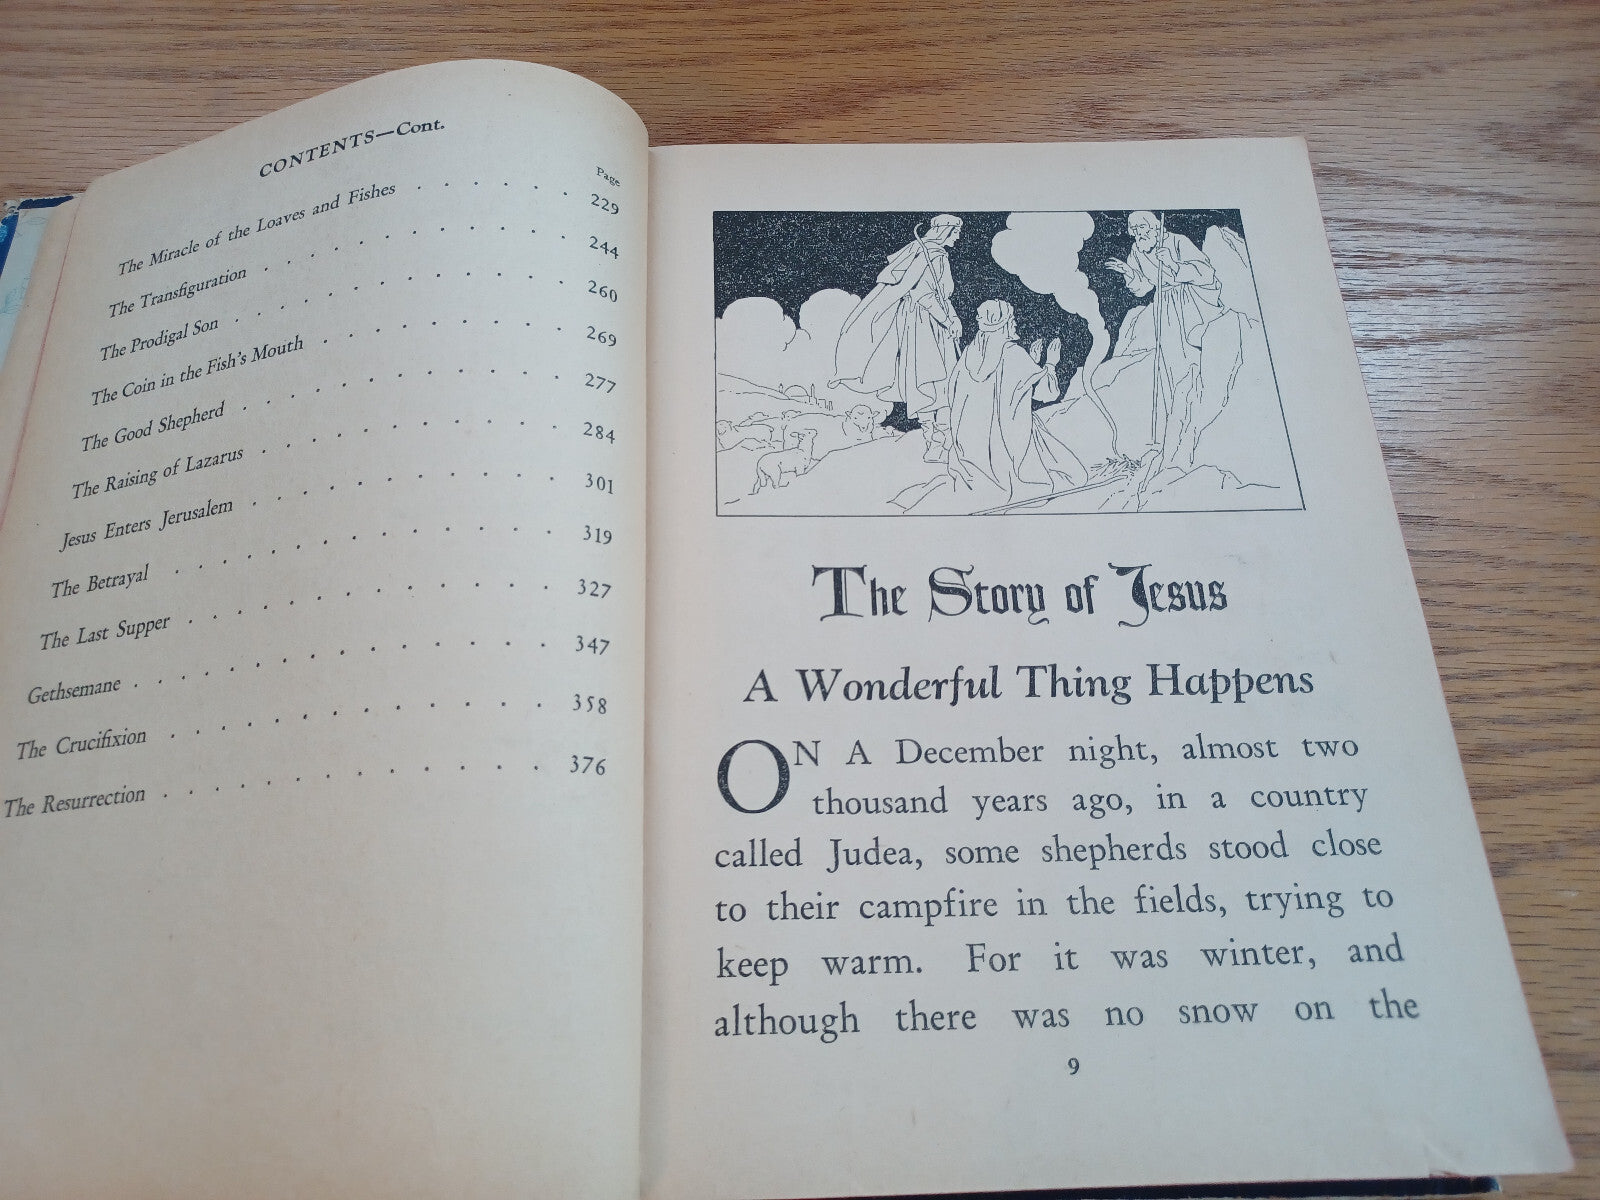 CONTENTS—Cont.
Page
The Miracle of the Loaves and Fishes . . . . . . 229
The Transfiguration . . . . . . . . . . 244
The Prodigal Son . . . . . . . . . . . 260
The Coin in the Fish's Mouth . . . . . . . . 269
The Good Shepherd . . . . . . . . . . 277
The Raising of Lazarus . . . . . . . . . . 284
Jesus Enters Jerusalem . . . . . . . . . . 301
The Betrayal . . . . . . . . . . . . 319
The Last Supper . . . . . . . . . . . . 327
Gethsemane . . . . . . . . . . . . . 347
The Crucifixion . . . . . . . . . . . . 358
The Resurrection . . . . . . . . . . . . 376
The Story of Jesus
A Wonderful Thing Happens
ON A December night, almost two
thousand years ago, in a country
called Judea, some shepherds stood close
to their campfire in the fields, trying to
keep warm. For it was winter, and
although there was no snow on the
9